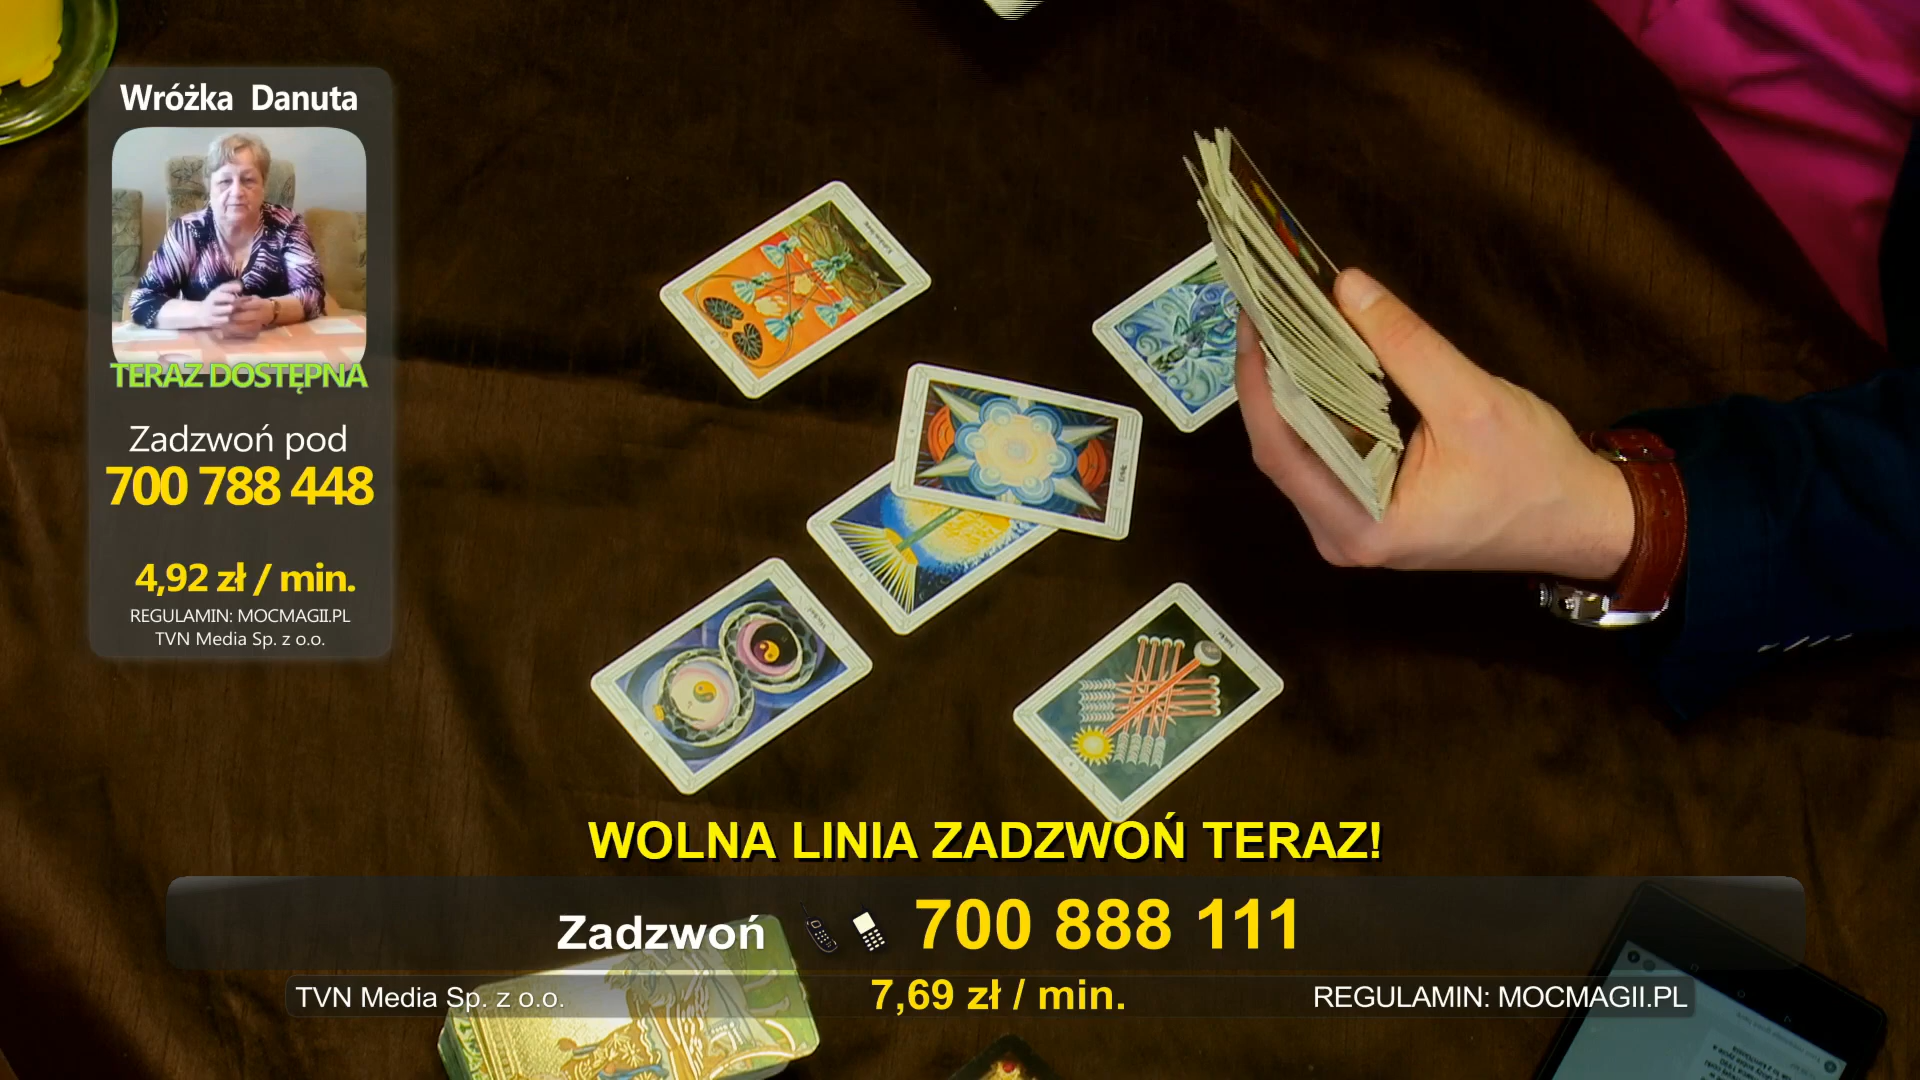 Wróżka Danuta
TERAZ DOSTĘPNA
Zadzwoń pod
700 788 448
4,92 zł / min.
REGULAMIN: MOCMAGII.PL
TVN Media Sp. z o.o.
WOLNA LINIA ZADZWOŃ TERAZ!
Zadzwoń 700 888 111
TVN Media Sp. z o.o.
7,69 zł / min.
REGULAMIN: MOCMAGII.PL